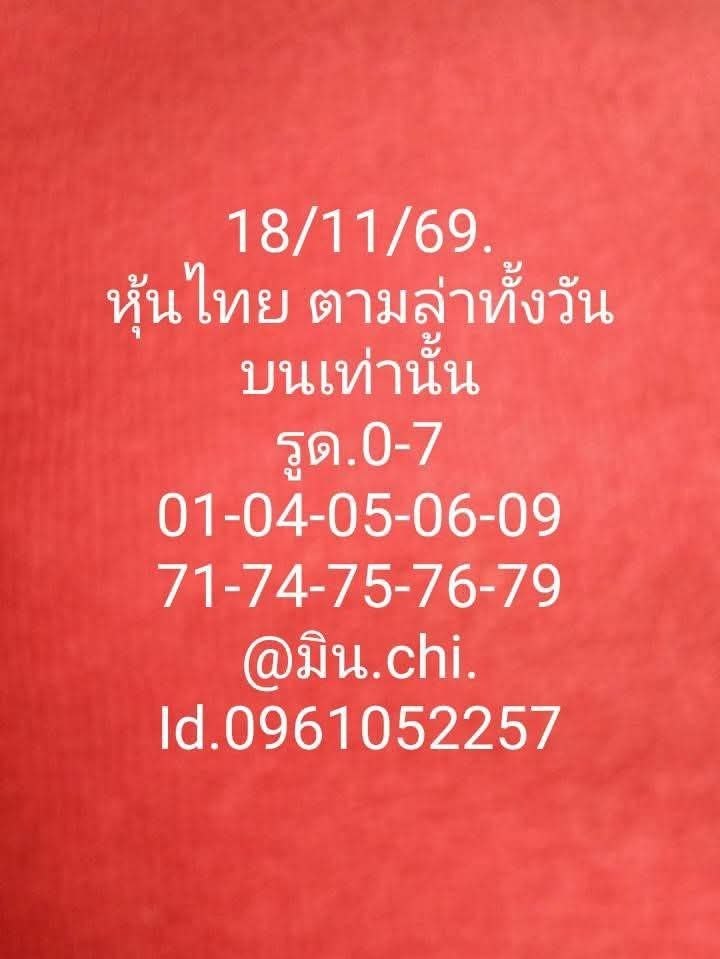 18/11/69.
หุ้นไทย ตามล่าทั้งวัน
บนเท่านั้น
รูด.0-7
01-04-05-06-09
71-74-75-76-79
@มิน.chi.
Id.0961052257